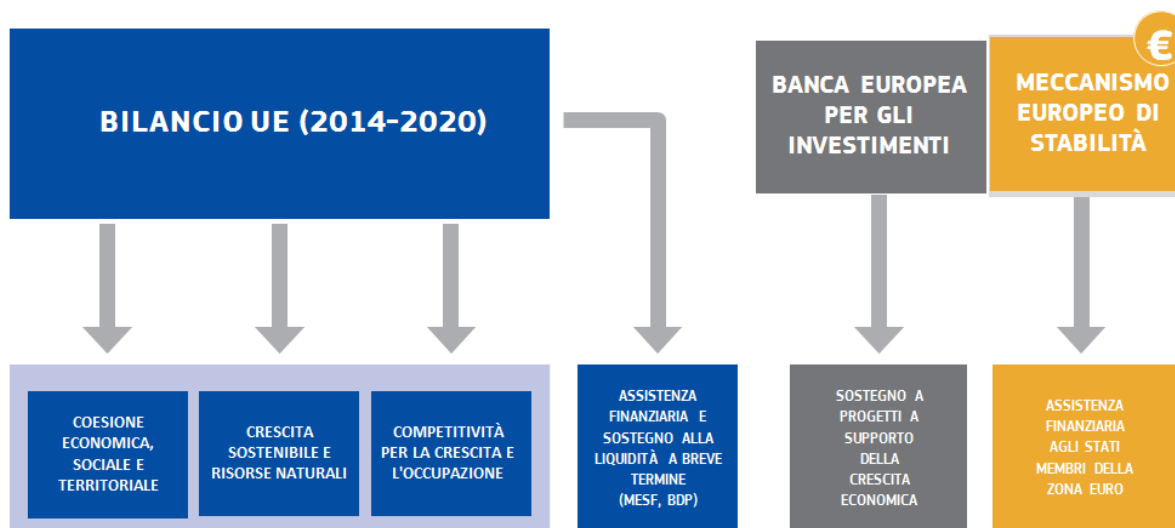 BILANCIO UE (2014-2020)
BANCA EUROPEA
PER GLI
INVESTIMENTI
€
MECCANISMO
EUROPEO DI
STABILITÀ
COESIONE
ECONOMICA,
SOCIALE E
TERRITORIALE
CRESCITA
SOSTENIBILE E
RISORSE NATURALI
COMPETITIVITÀ
PER LA CRESCITA E
L'OCCUPAZIONE
ASSISTENZA
FINANZIARIA E
SOSTEGNO ALLA
LIQUIDITÀ A BREVE
TERMINE
(MESF, BDP)
SOSTEGNO A
PROGETTI A
SUPPORTO
DELLA
CRESCITA
ECONOMICA
ASSISTENZA
FINANZIARIA
AGLI STATI
MEMBRI DELLA
ZONA EURO